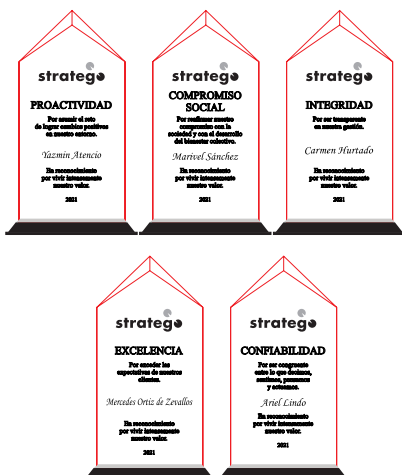 stratego
PROACTIVIDAD
Por asumir el reto
de lograr cambios positivos
en nuestro entorno.
Yazmin Atencio
En reconocimiento
por vivir intensamente
nuestro valor.
2021
stratego
COMPROMISO
SOCIAL
Por reafirmar nuestro
compromiso con la
sociedad y con el desarrollo
del bienestar colectivo.
Marivel Sánchez
En reconocimiento
por vivir intensamente
nuestro valor.
2021
stratego
INTEGRIDAD
Por ser transparente
en nuestra gestión.
Carmen Hurtado
En reconocimiento
por vivir intensamente
nuestro valor.
2021
stratego
EXCELENCIA
Por exceder las
expectativas de nuestros
clientes.
Mercedes Ortiz de Zevallos
En reconocimiento
por vivir intensamente
nuestro valor.
2021
stratego
CONFIABILIDAD
Por ser congruente
entre lo que decimos,
sentimos, pensamos
y actuamos.
Ariel Lindo
En reconocimiento
por vivir intensamente
nuestro valor.
2021